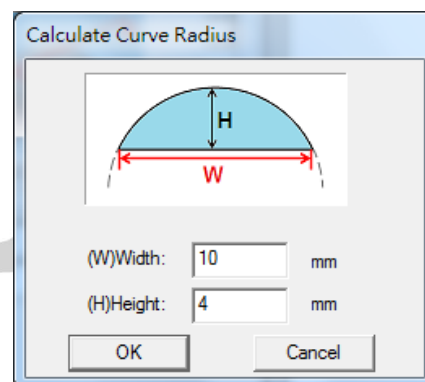 Calculate Curve Radius
H
W
(W)Width: 10 mm
(H)Height: 4 mm
OK Cancel